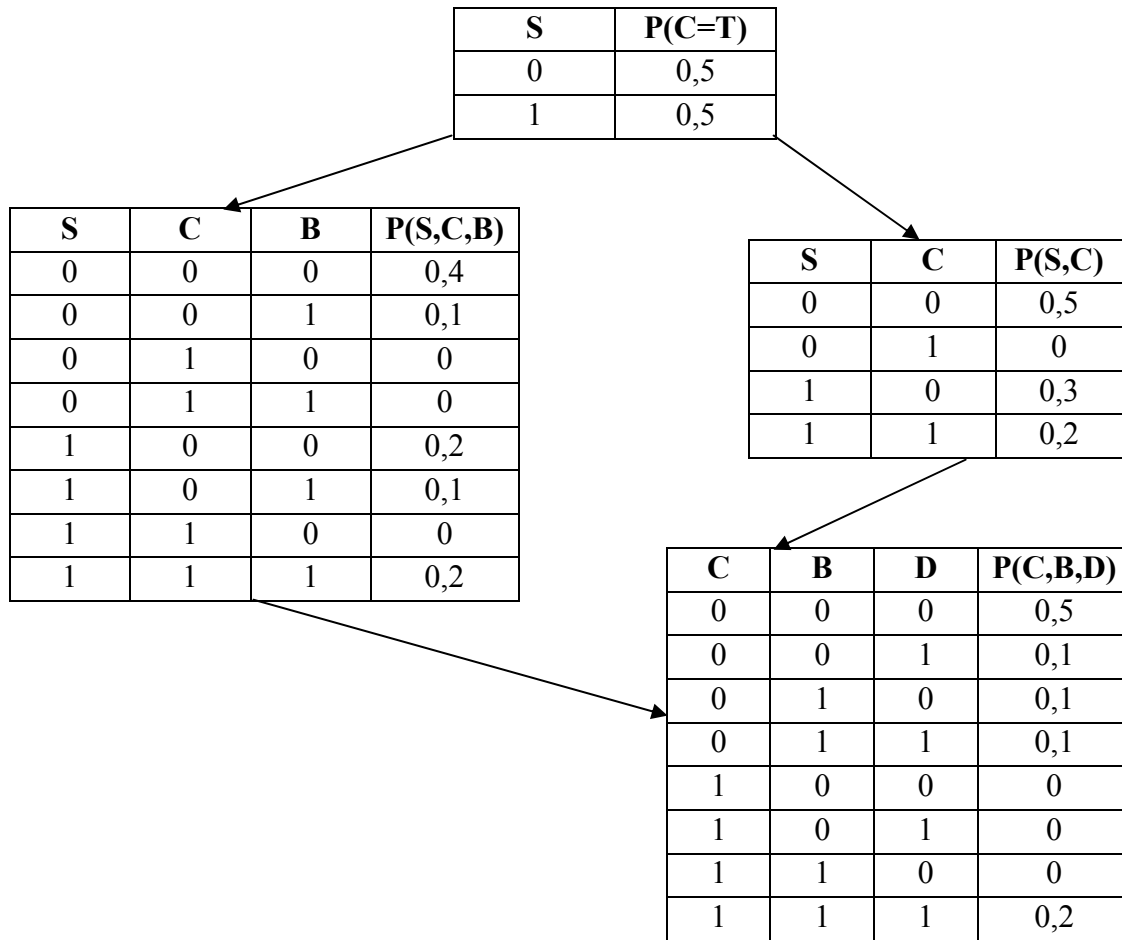 S P(C=T)
0 0,5
1 0,5
S C B P(S,C,B)
0 0 0 0,4
0 0 1 0,1
0 1 0 0
0 1 1 0
1 0 0 0,2
1 0 1 0,1
1 1 0 0
1 1 1 0,2
S C P(S,C)
0 0 0,5
0 1 0
1 0 0,3
1 1 0,2
C B D P(C,B,D)
0 0 0 0,5
0 0 1 0,1
0 1 0 0,1
0 1 1 0,1
1 0 0 0
1 0 1 0
1 1 0 0
1 1 1 0,2